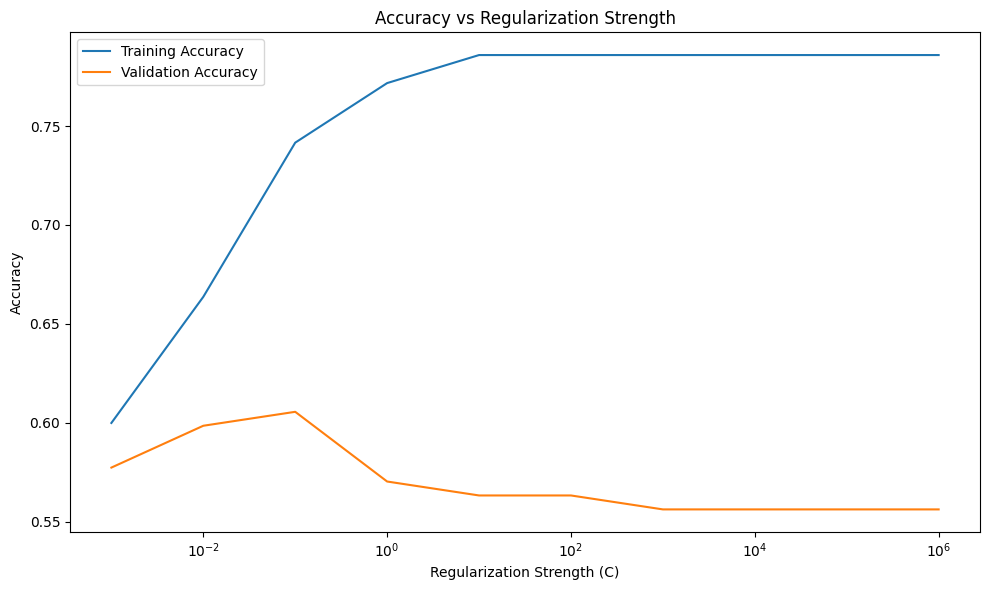 Accuracy vs Regularization Strength
Training Accuracy
Validation Accuracy
Accuracy
0.75
0.70
0.65
0.60
0.55
10⁻²
10⁰
10²
10⁴
10⁶
Regularization Strength (C)